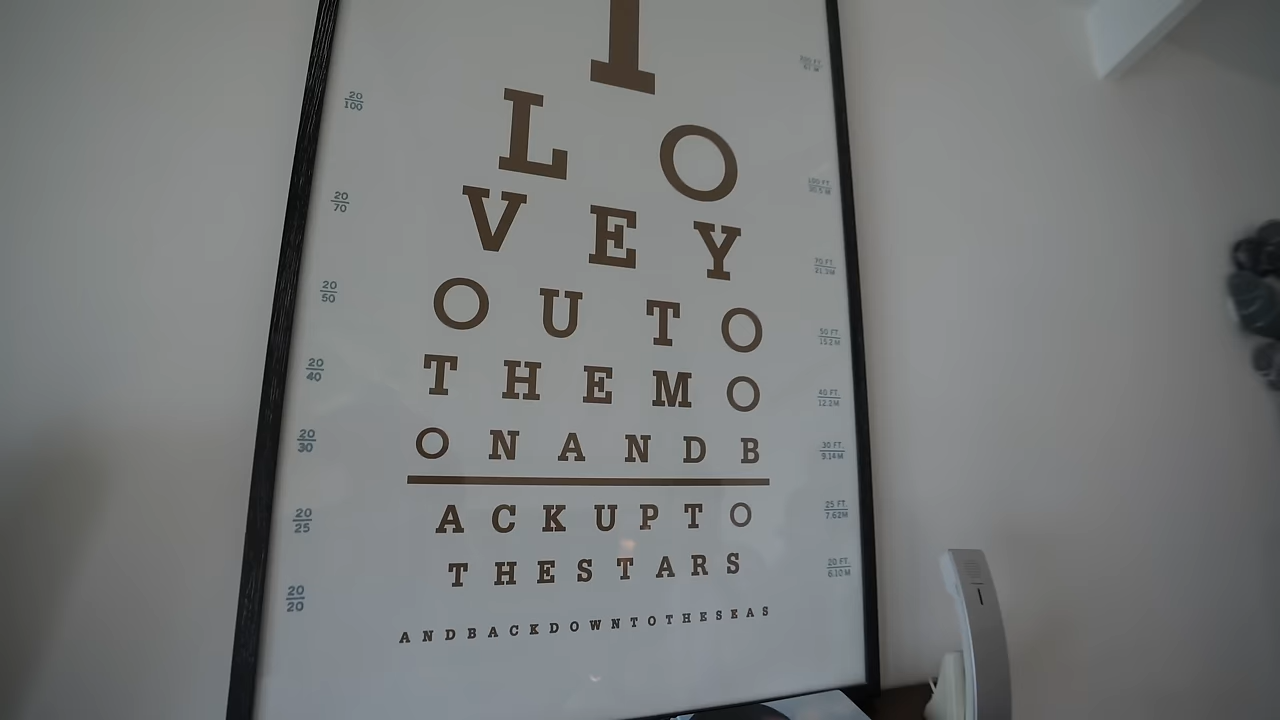 I
L O
20/100
V E Y
20/70
100 FT.
30.5 M
O U T O
20/50
70 FT.
21.3M
T H E M O
20/40
50 FT.
15.2 M
O N A N D B
20/30
40 FT.
12.2 M
30 FT.
9.14 M
A C K U P T O
20/25
25 FT.
7.62M
T H E S T A R S
20/20
20 FT.
6.10 M
A N D B A C K D O W N T O T H E S E A S